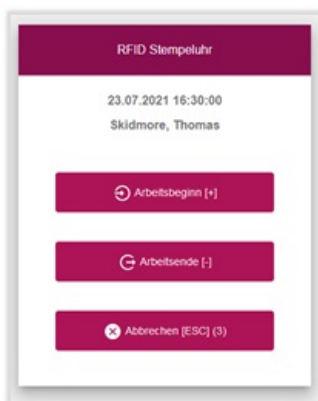 RFID Stempeluhr
23.07.2021 16:30:00
Skidmore, Thomas
Arbeitsbeginn [+]
Arbeitsende [-]
Abbrechen [ESC] (3)